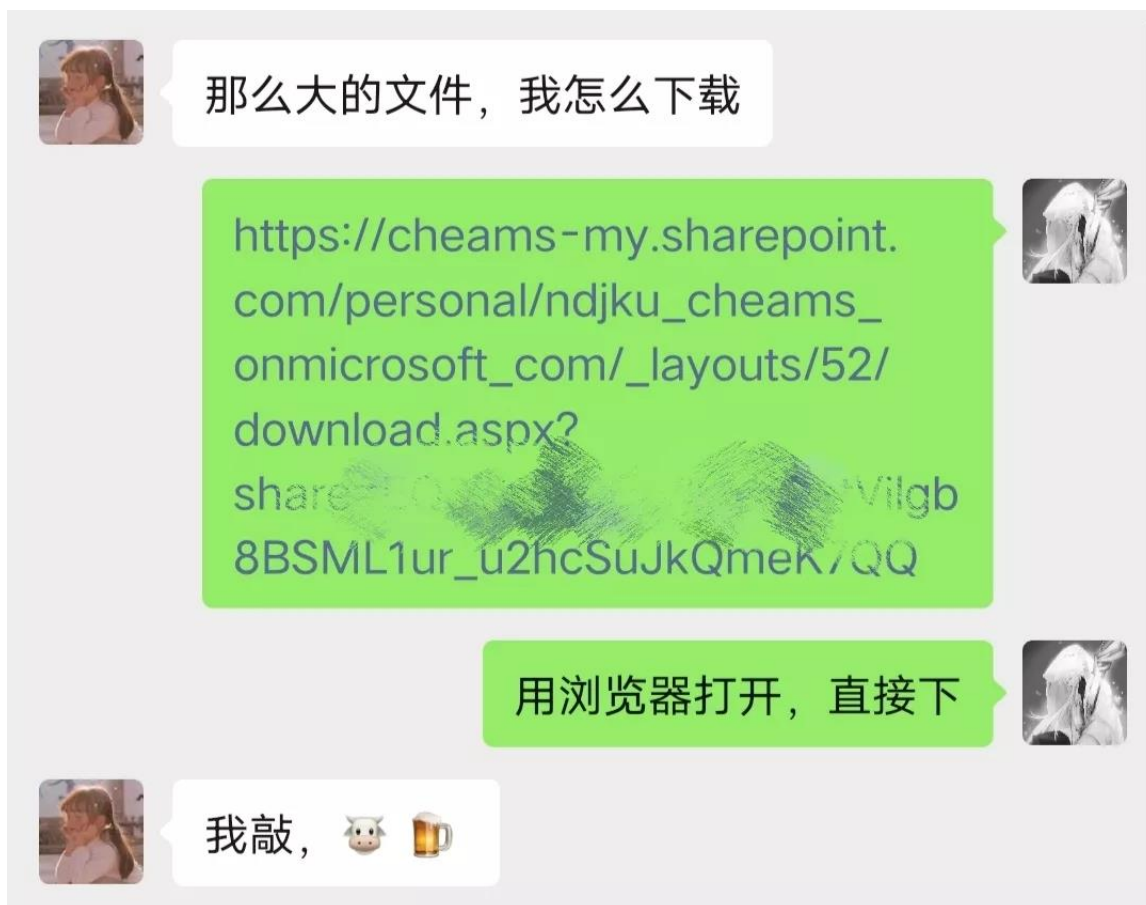 那么大的文件，我怎么下载
https://cheams-my.sharepoint.
com/personal/ndjku_cheams_
onmicrosoft_com/_layouts/52/
download.aspx?
share Vilgb
8BSML1ur_u2hcSuJkQmeK7QQ
用浏览器打开，直接下
我敲，🐮🍺